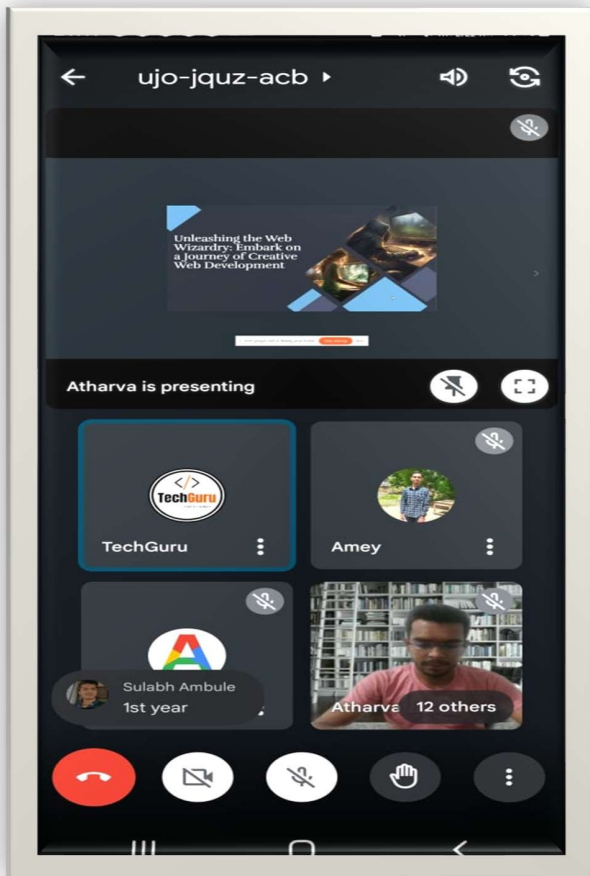 ujo-jquz-acb
Unleashing the Web
Wizardry: Embark on
a Journey of Creative
Web Development
Atharva is presenting
</>
TechGuru
TechGuru
Amey
A
Sulabh Ambule
1st year
Atharva
12 others